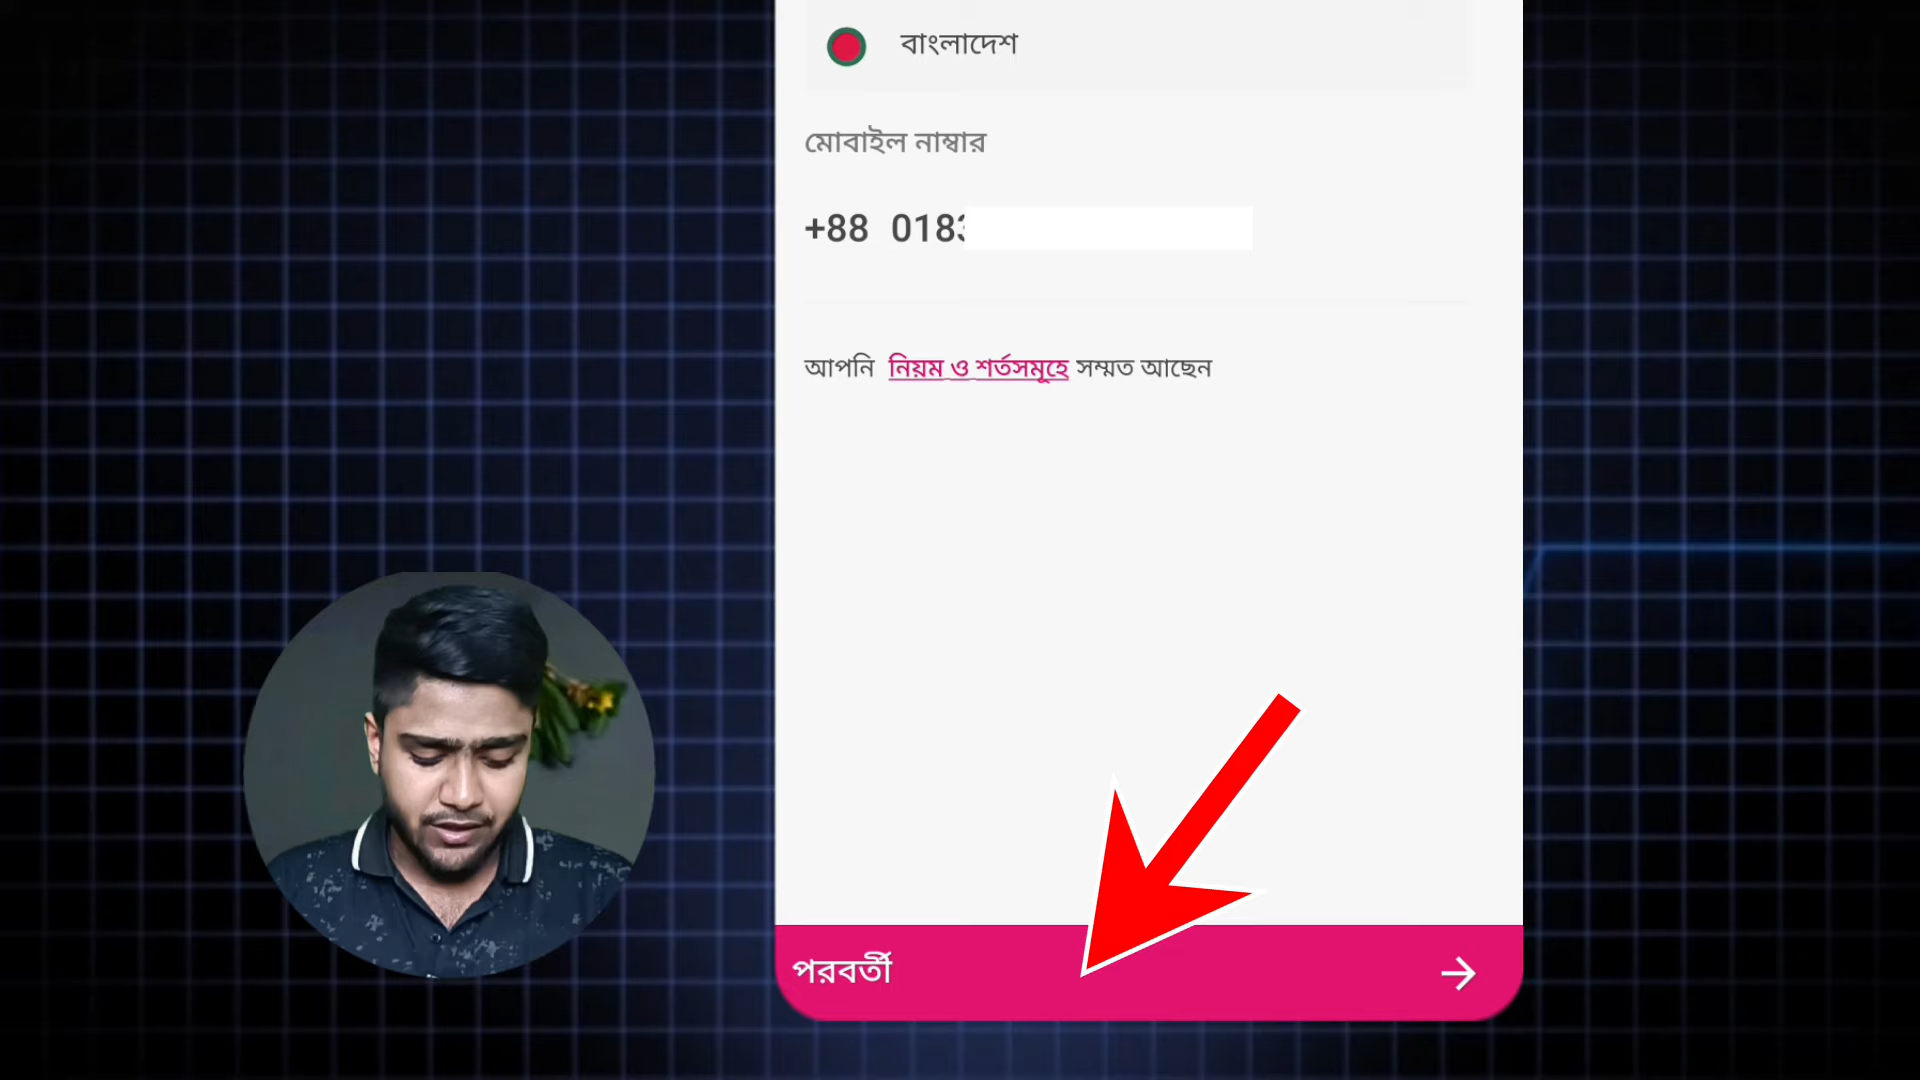 বাংলাদেশ
মোবাইল নাম্বার
+88 018
আপনি নিয়ম ও শর্তসমূহে সম্মত আছেন
পরবর্তী